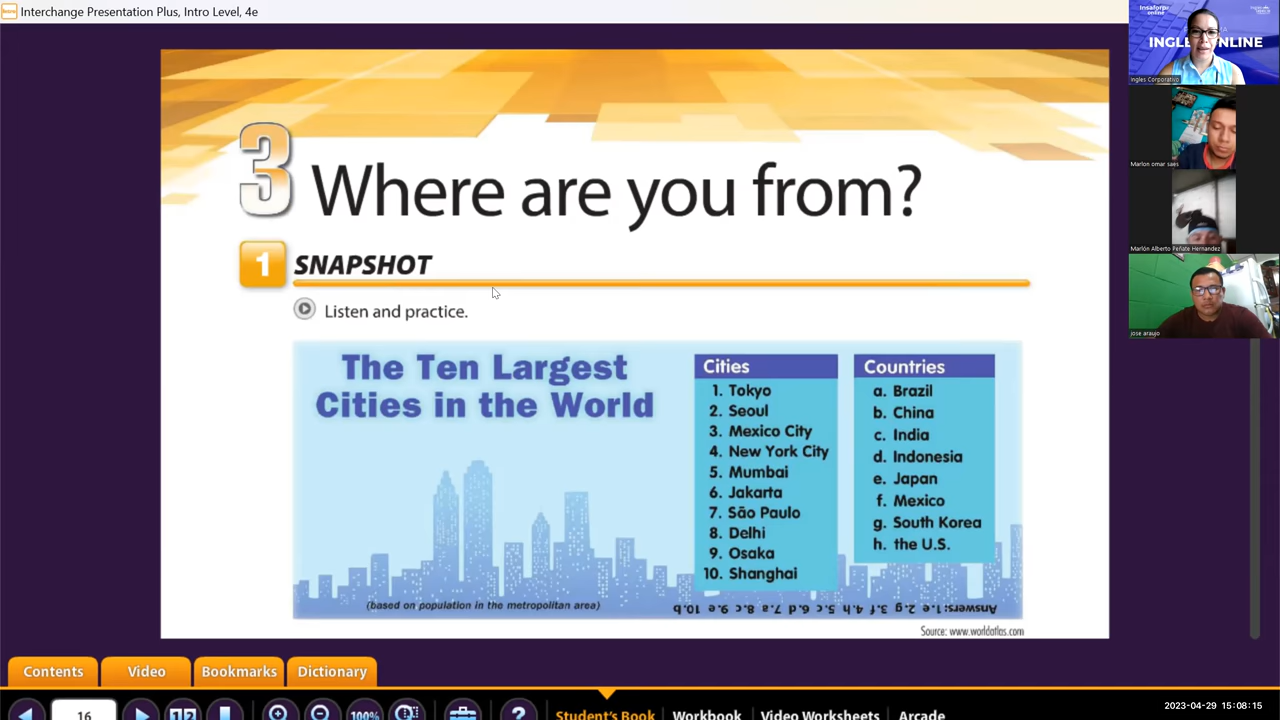 Interchange Presentation Plus, Intro Level, 4e
3
Where are you from?
1 SNAPSHOT
Listen and practice.
The Ten Largest
Cities in the World
(based on population in the metropolitan area)
Cities
1. Tokyo
2. Seoul
3. Mexico City
4. New York City
5. Mumbai
6. Jakarta
7. São Paulo
8. Delhi
9. Osaka
10. Shanghai
Countries
a. Brazil
b. China
c. India
d. Indonesia
e. Japan
f. Mexico
g. South Korea
h. the U.S.
Answers: 1. e 2. g 3. f 4. h 5. c 6. d 7. a 8. c 9. e 10. b
Source: www.worldatlas.com
Contents Video Bookmarks Dictionary
16
100%
?
Student's Book Workbook Video Worksheets Arcade
Insaforp
online
INGLE ONLINE
Ingles Corporativo
Marlon omar saes
Marlón Alberto Peñate Hernandez
jose araujo
2023-04-29 15:08:15